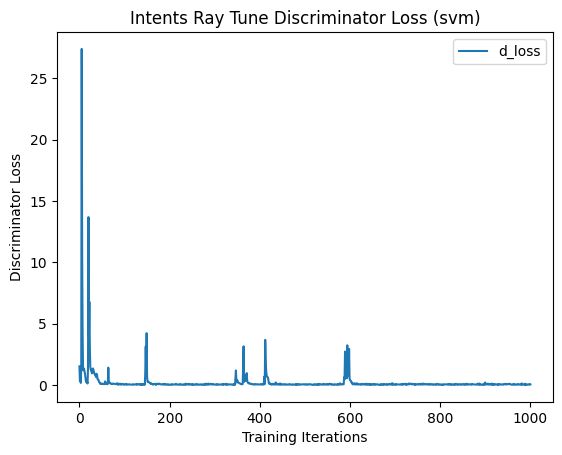 Intents Ray Tune Discriminator Loss (svm)
d_loss
Discriminator Loss
25
20
15
10
5
0
0 200 400 600 800 1000
Training Iterations